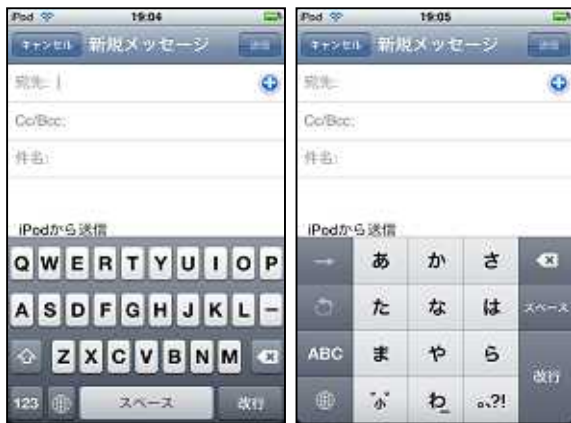 iPod 19:04
キャンセル 新規メッセージ 送信
宛先:
Cc/Bcc:
件名:
iPodから送信
Q W E R T Y U I O P
A S D F G H J K L ー
Z X C V B N M
123 スペース 改行
iPod 19:05
キャンセル 新規メッセージ 送信
宛先:
Cc/Bcc:
件名:
iPodから送信
→ あ か さ
た な は スペース
ABC ま や ら
改行
゛゜小 わ 。、?!